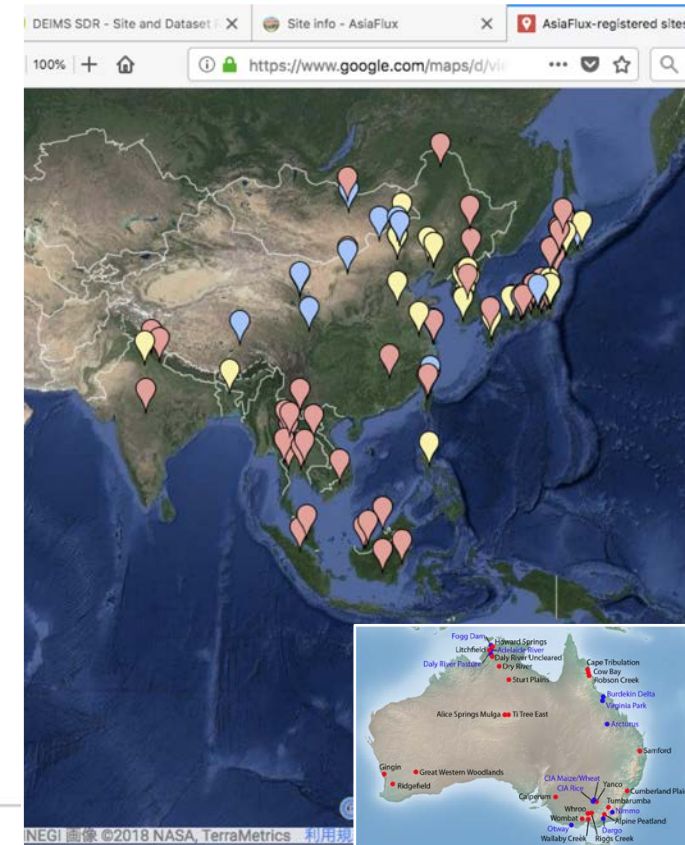 DEIMS SDR - Site and Dataset
Site info - AsiaFlux
AsiaFlux-registered sites
100%
https://www.google.com/maps/d/vie
Fogg Dam
Howard Springs
Litchfield
Adelaide River
Daly River Uncleared
Daly River Pasture
Dry River
Sturt Plains
Cape Tribulation
Cow Bay
Robson Creek
Burdekin Delta
Virginia Park
Arcturus
Alice Springs Mulga
Ti Tree East
Samford
Gingin
Great Western Woodlands
Ridgefield
CIA Maize/Wheat
CIA Rice
Yanco
Calperum
Cumberland Plain
Tumbarumba
Whroo
Nimmo
Wombat
Alpine Peatland
Otway
Dargo
Wallaby Creek
Riggs Creek
INEGI 画像 ©2018 NASA, TerraMetrics 利用規